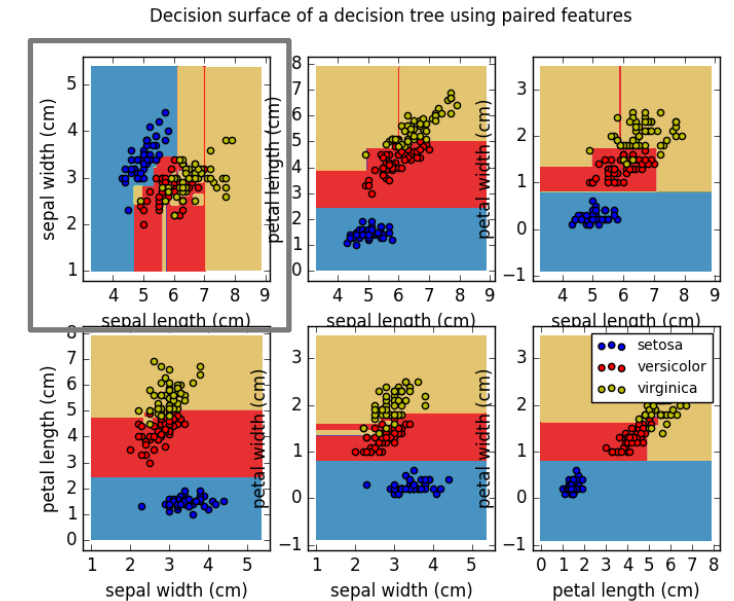 Decision surface of a decision tree using paired features
5
4
3
2
1
4 5 6 7 8 9
sepal length (cm)
sepal width (cm)
8
7
6
5
4
3
2
1
0
4 5 6 7 8 9
sepal length (cm)
petal length (cm)
3
2
1
0
−1
4 5 6 7 8 9
sepal length (cm)
petal width (cm)
8
7
6
5
4
3
2
1
0
1 2 3 4 5
sepal width (cm)
petal length (cm)
3
2
1
0
−1
1 2 3 4 5
sepal width (cm)
petal width (cm)
setosa
versicolor
virginica
3
2
1
0
−1
0 1 2 3 4 5 6 7 8
petal length (cm)
petal width (cm)